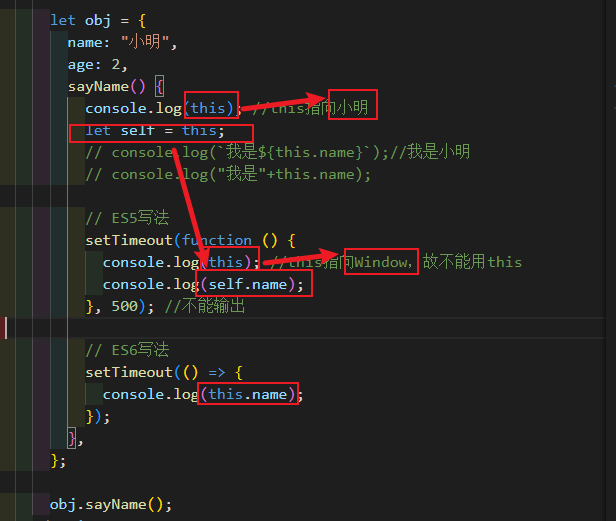 let obj = {
name: "小明",
age: 2,
sayName() {
console.log(this); //this指向小明
let self = this;
// console.log(`我是${this.name}`);//我是小明
// console.log("我是"+this.name);
// ES5写法
setTimeout(function () {
console.log(this); //this指向Window，故不能用this
console.log(self.name);
}, 500); //不能输出
// ES6写法
setTimeout(() => {
console.log(this.name);
});
},
};
obj.sayName();